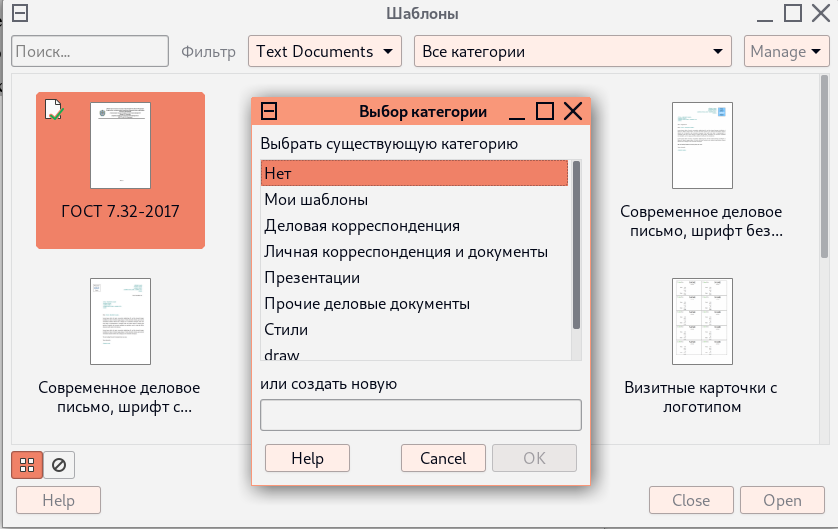 Шаблоны
Поиск...
Фильтр
Text Documents
Все категории
Manage
ГОСТ 7.32-2017
Современное деловое
письмо, шрифт с...
Выбор категории
Выбрать существующую категорию
Нет
Мои шаблоны
Деловая корреспонденция
Личная корреспонденция и документы
Презентации
Прочие деловые документы
Стили
draw
или создать новую
Help
Cancel
OK
Современное деловое
письмо, шрифт без...
Визитные карточки с
логотипом
Help
Close
Open